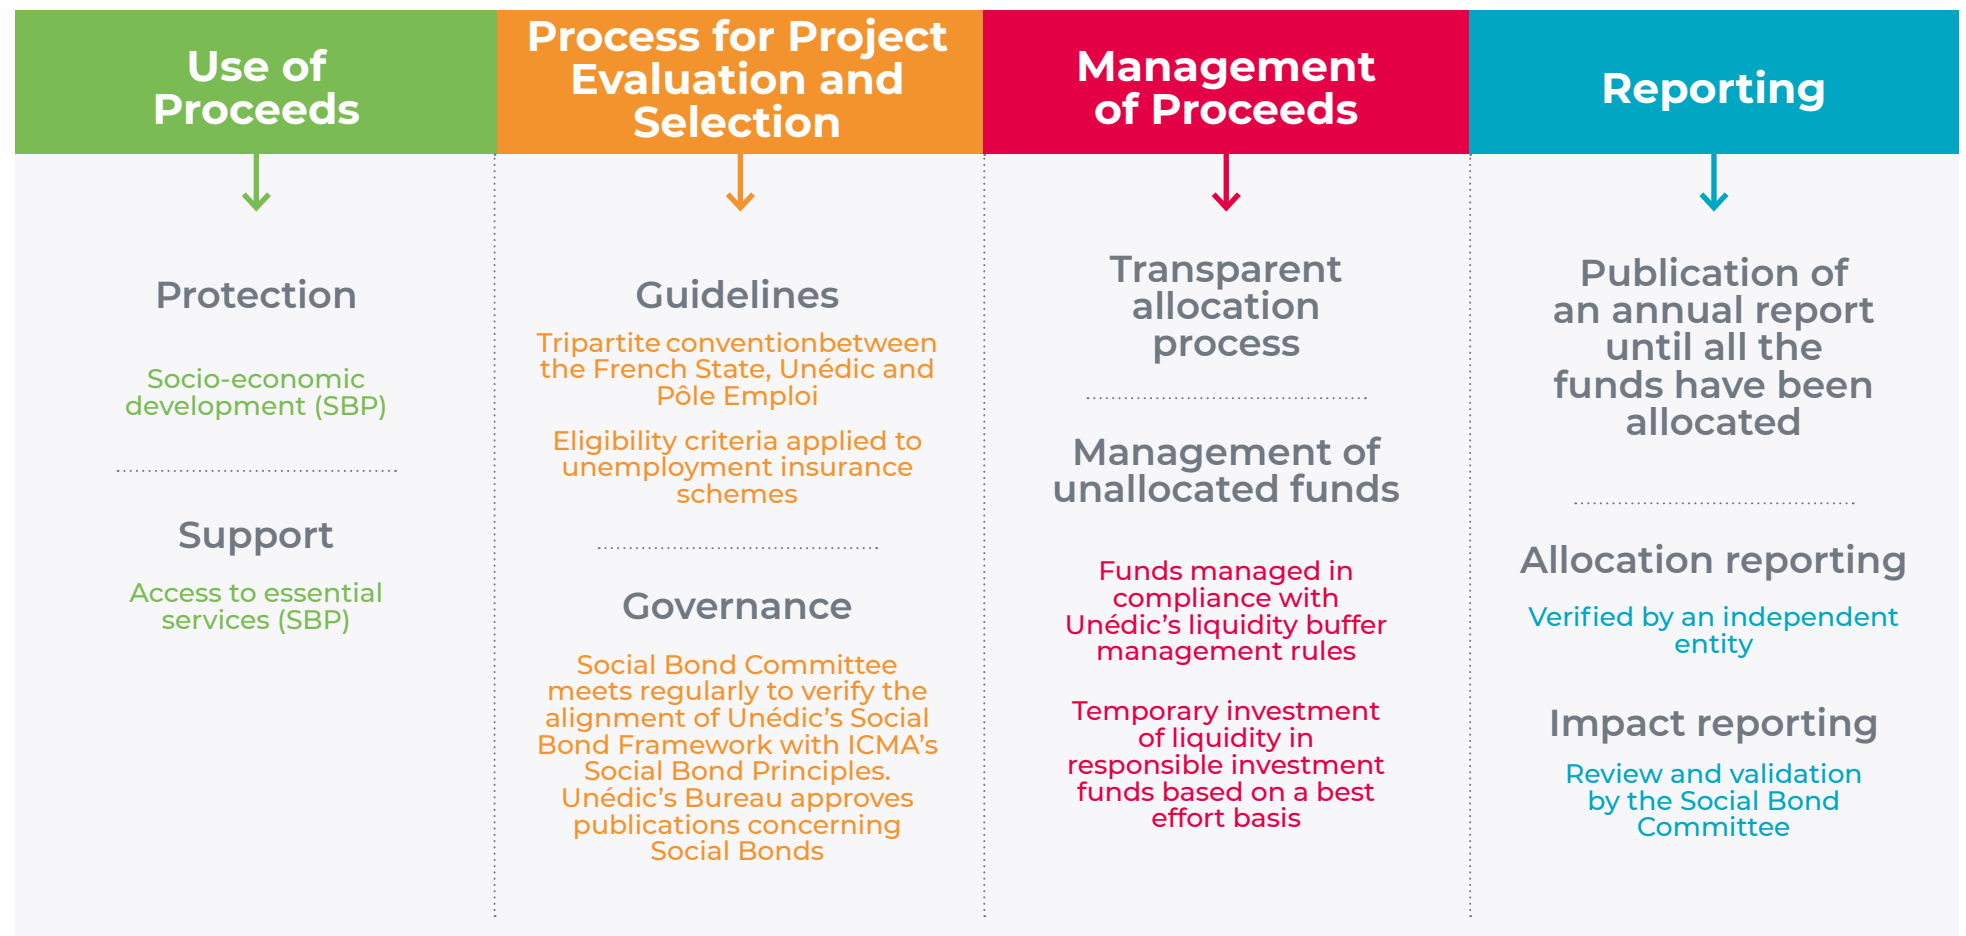 Use of
Proceeds
Protection
Socio-economic
development (SBP)
Support
Access to essential
services (SBP)
Process for Project
Evaluation and
Selection
Guidelines
Tripartite conventionbetween
the French State, Unédic and
Pôle Emploi
Eligibility criteria applied to
unemployment insurance
schemes
Governance
Social Bond Committee
meets regularly to verify the
alignment of Unédic’s Social
Bond Framework with ICMA’s
Social Bond Principles.
Unédic’s Bureau approves
publications concerning
Social Bonds
Management
of Proceeds
Transparent
allocation
process
Management of
unallocated funds
Funds managed in
compliance with
Unédic’s liquidity buffer
management rules
Temporary investment
of liquidity in
responsible investment
funds based on a best
effort basis
Reporting
Publication of
an annual report
until all the
funds have been
allocated
Allocation reporting
Verified by an independent
entity
Impact reporting
Review and validation
by the Social Bond
Committee